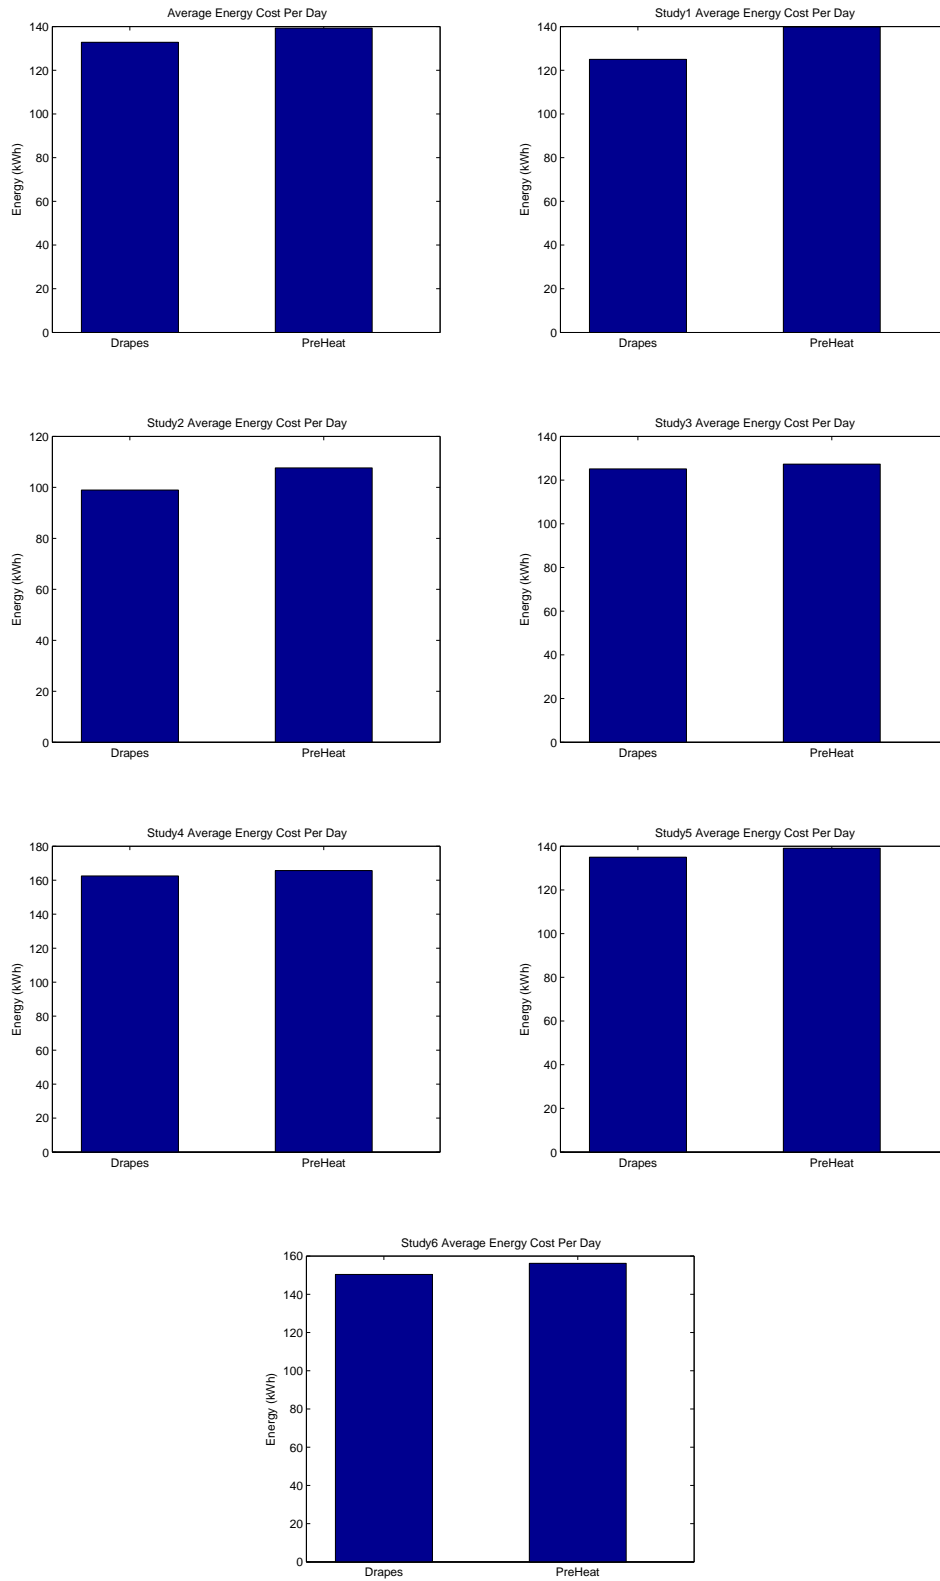 Average Energy Cost Per Day
140
120
100
80
60
40
20
0
Energy (kWh)
Drapes PreHeat
Study1 Average Energy Cost Per Day
140
120
100
80
60
40
20
0
Energy (kWh)
Drapes PreHeat
Study2 Average Energy Cost Per Day
120
100
80
60
40
20
0
Energy (kWh)
Drapes PreHeat
Study3 Average Energy Cost Per Day
140
120
100
80
60
40
20
0
Energy (kWh)
Drapes PreHeat
Study4 Average Energy Cost Per Day
180
160
140
120
100
80
60
40
20
0
Energy (kWh)
Drapes PreHeat
Study5 Average Energy Cost Per Day
140
120
100
80
60
40
20
0
Energy (kWh)
Drapes PreHeat
Study6 Average Energy Cost Per Day
160
140
120
100
80
60
40
20
0
Energy (kWh)
Drapes PreHeat